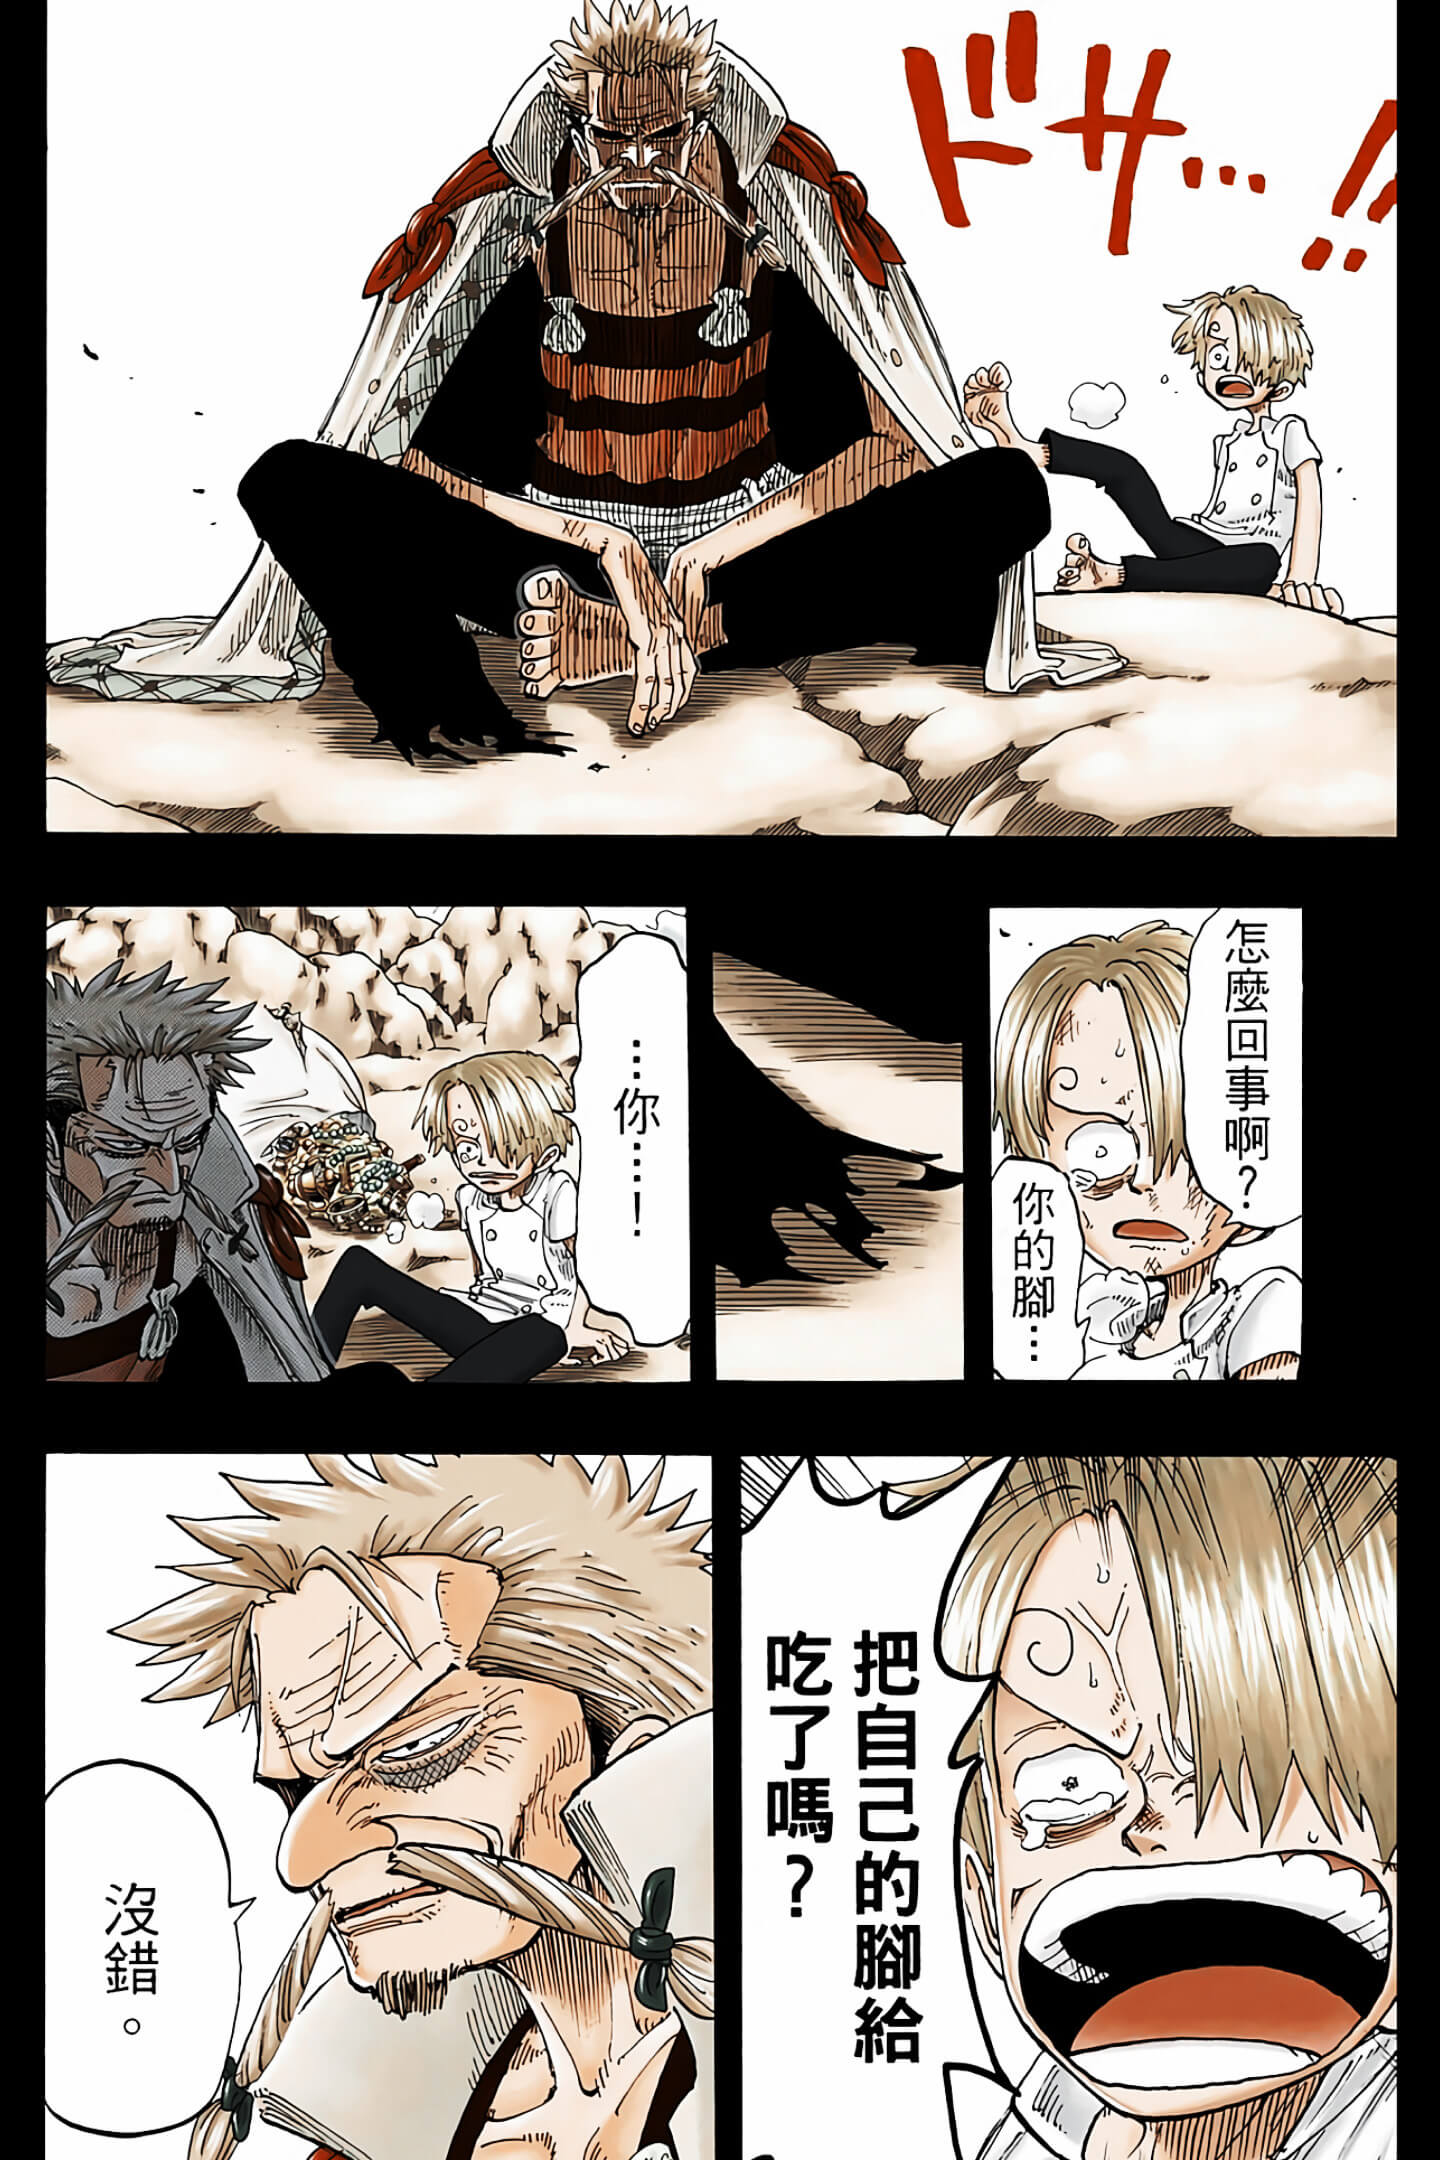 ドサ…!!
怎麼回事啊？
你的腳…
…你…！
把自己的腳給
吃了嗎？
沒錯。